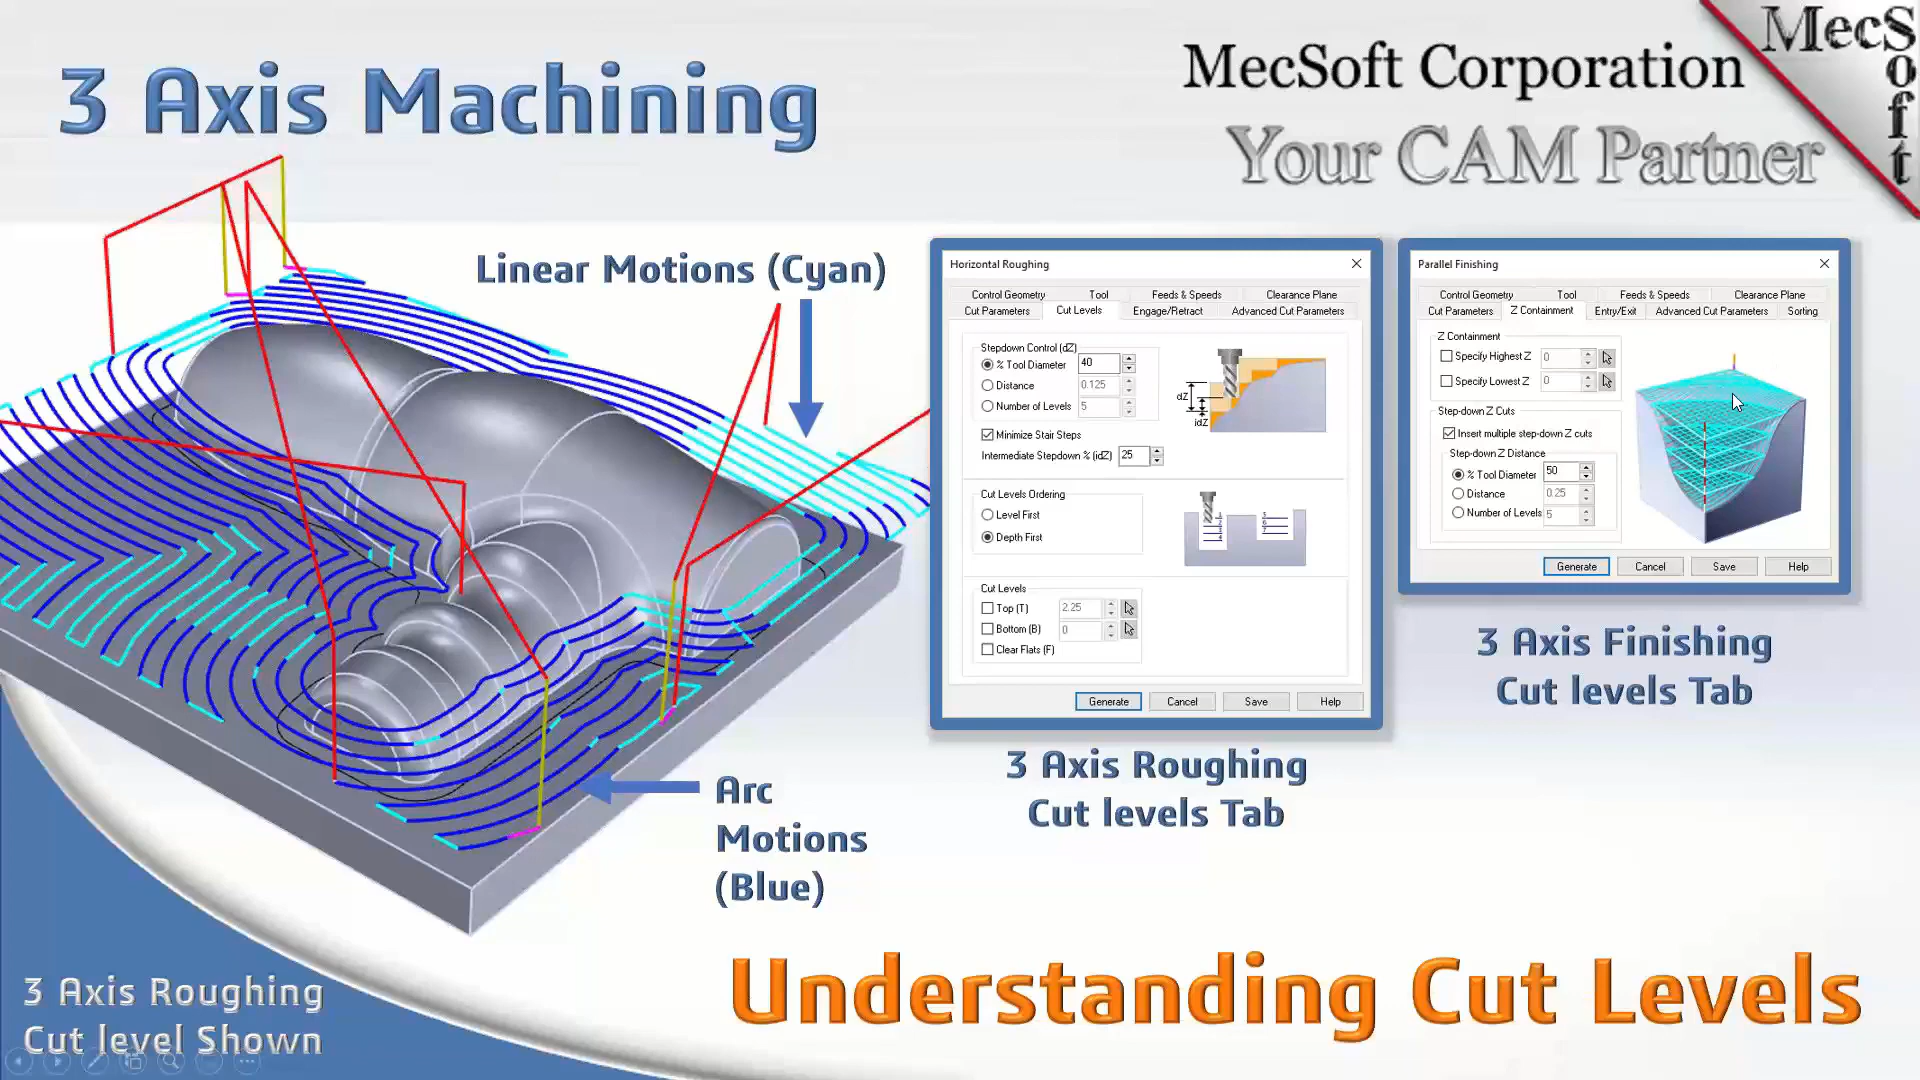 3 Axis Machining
MecSoft Corporation
Your CAM Partner
MecSoft
Linear Motions (Cyan)
Arc
Motions
(Blue)
3 Axis Roughing
Cut level Shown
Horizontal Roughing
Control Geometry Tool Feeds & Speeds Clearance Plane
Cut Parameters Cut Levels Engage/Retract Advanced Cut Parameters
Stepdown Control (dZ)
% Tool Diameter 40
Distance 0.125
Number of Levels 5
Minimize Stair Steps
Intermediate Stepdown % (idZ) 25
dZ
idZ
Cut Levels Ordering
Level First
Depth First
Cut Levels
Top (T) 2.25
Bottom (B) 0
Clear Flats (F)
Generate Cancel Save Help
3 Axis Roughing
Cut levels Tab
Parallel Finishing
Control Geometry Tool Feeds & Speeds Clearance Plane
Cut Parameters Z Containment Entry/Exit Advanced Cut Parameters Sorting
Z Containment
Specify Highest Z 0
Specify Lowest Z 0
Step-down Z Cuts
Insert multiple step-down Z cuts
Step-down Z Distance
% Tool Diameter 50
Distance 0.25
Number of Levels 5
Generate Cancel Save Help
3 Axis Finishing
Cut levels Tab
Understanding Cut Levels